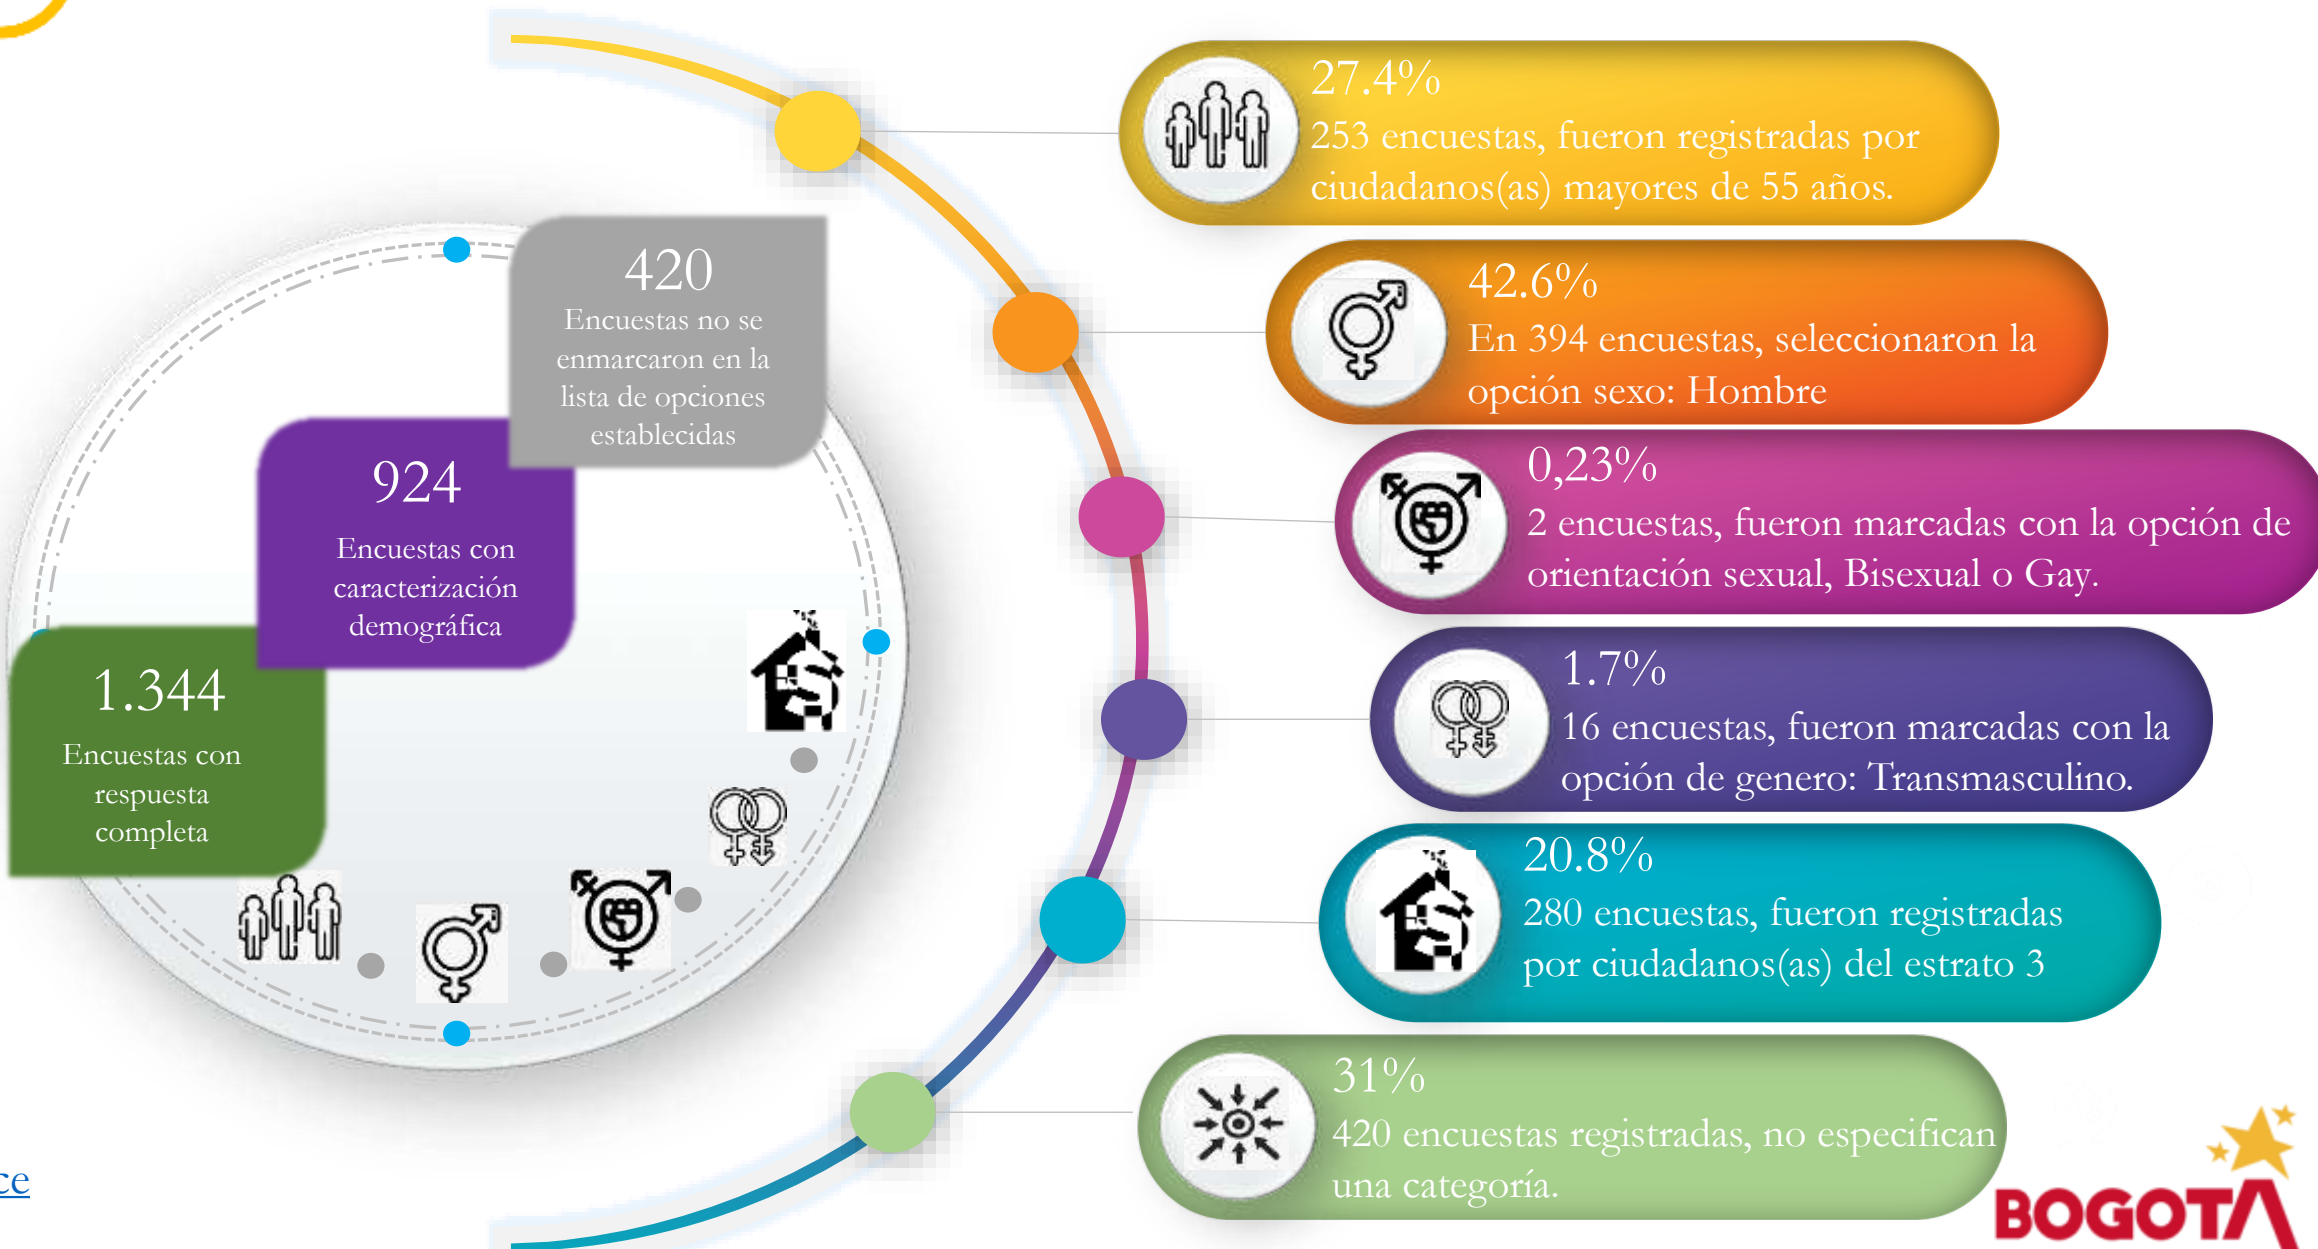 420
Encuestas no se
enmarcaron en la
lista de opciones
establecidas
924
Encuestas con
caracterización
demográfica
1.344
Encuestas con
respuesta
completa
27.4%
253 encuestas, fueron registradas por
ciudadanos(as) mayores de 55 años.
42.6%
En 394 encuestas, seleccionaron la
opción sexo: Hombre
0,23%
2 encuestas, fueron marcadas con la opción de
orientación sexual, Bisexual o Gay.
1.7%
16 encuestas, fueron marcadas con la
opción de genero: Transmasculino.
20.8%
280 encuestas, fueron registradas
por ciudadanos(as) del estrato 3
31%
420 encuestas registradas, no especifican
una categoría.
ce
BOGOTÁ